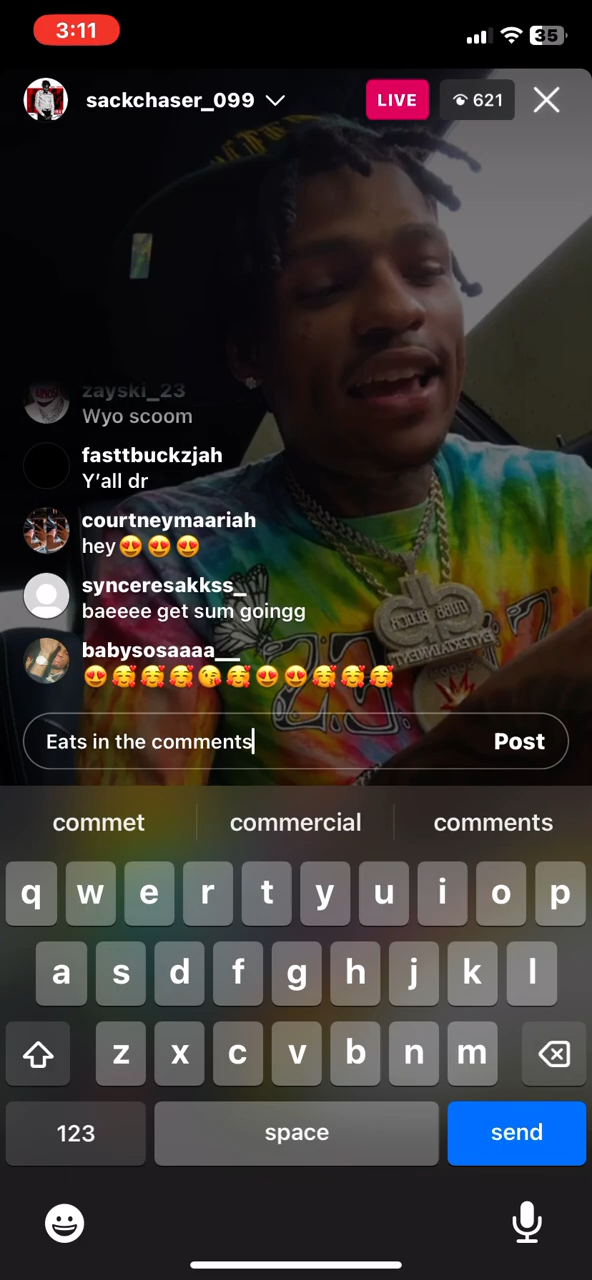 3:11
35
sackchaser_099
LIVE
621
zayski_23
Wyo scoom
fasttbuckzjah
Y’all dr
courtneymaariah
hey😍😍😍
synceresakkss_
baeeee get sum goingg
babysosaaaa__
😍🥰🥰🥰😘🥰😍😍🥰🥰🥰
Eats in the comments
Post
commet commercial comments
q w e r t y u i o p
a s d f g h j k l
z x c v b n m
123 space send